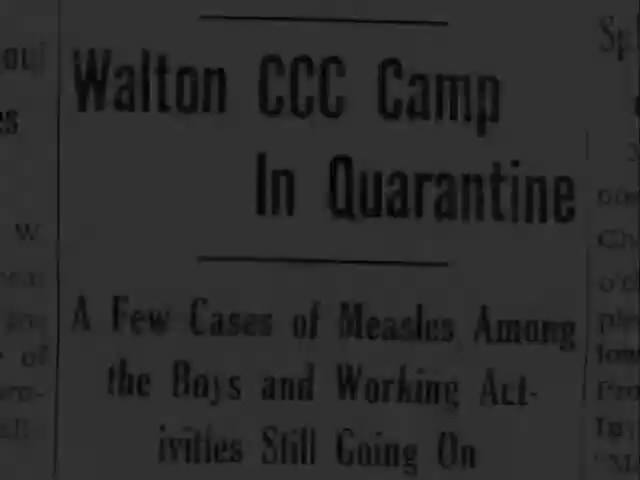 Walton CCC Camp
In Quarantine
A Few Cases of Measles Among
the Boys and Working Act-
ivities Still Going On